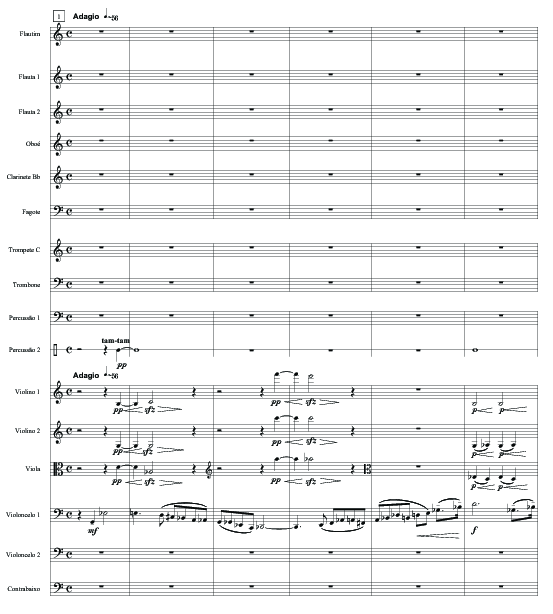 1 Adagio ♩=56
Flautim
Flauta 1
Flauta 2
Oboé
Clarinete Bb
Fagote
Trompete C
Trombone
Percussão 1
tam-tam
Percussão 2
pp
Adagio ♩=56
Violino 1
pp sfz pp sfz p p
Violino 2
pp sfz pp sfz p p
Viola
pp sfz pp sfz p p
Violoncelo 1
mf f
Violoncelo 2
Contrabaixo